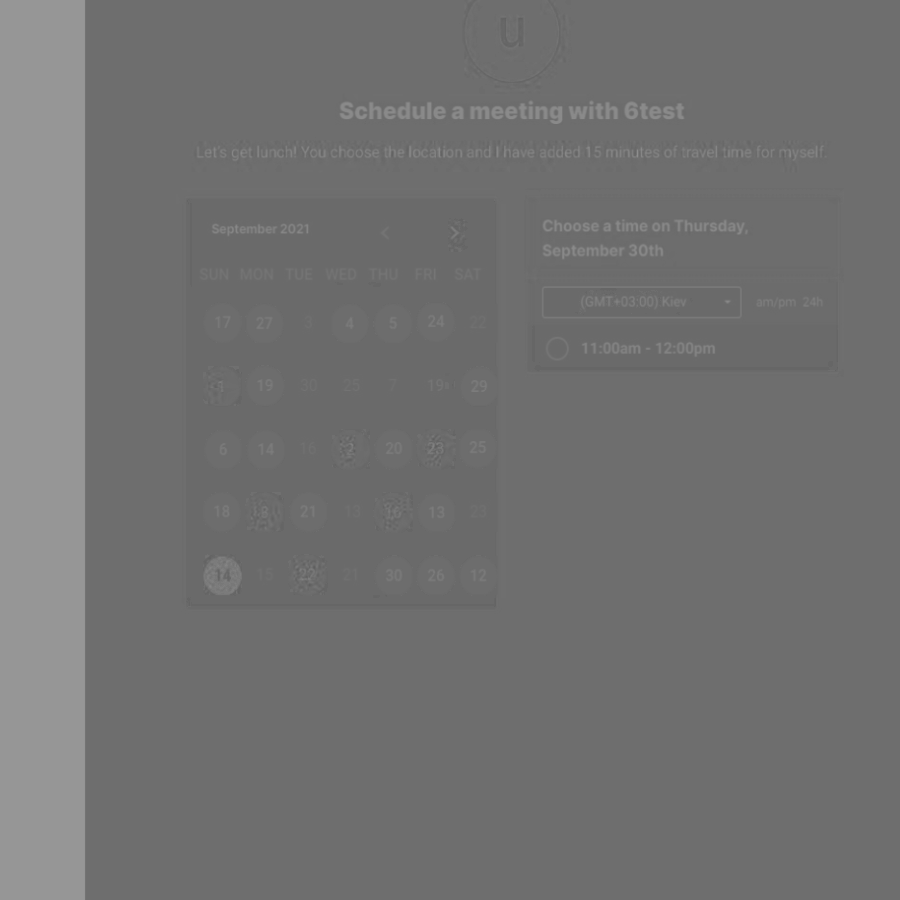 u
Schedule a meeting with 6test
Let's get lunch! You choose the location and I have added 15 minutes of travel time for myself.
September 2021 < >
SUN MON TUE WED THU FRI SAT
17 27 3 4 5 24 22
1 19 30 25 7 19 29
6 14 16 2 20 23 25
18 8 21 13 16 13 23
14 15 22 21 30 26 12
Choose a time on Thursday,
September 30th
(GMT+03:00) Kiev am/pm 24h
11:00am - 12:00pm